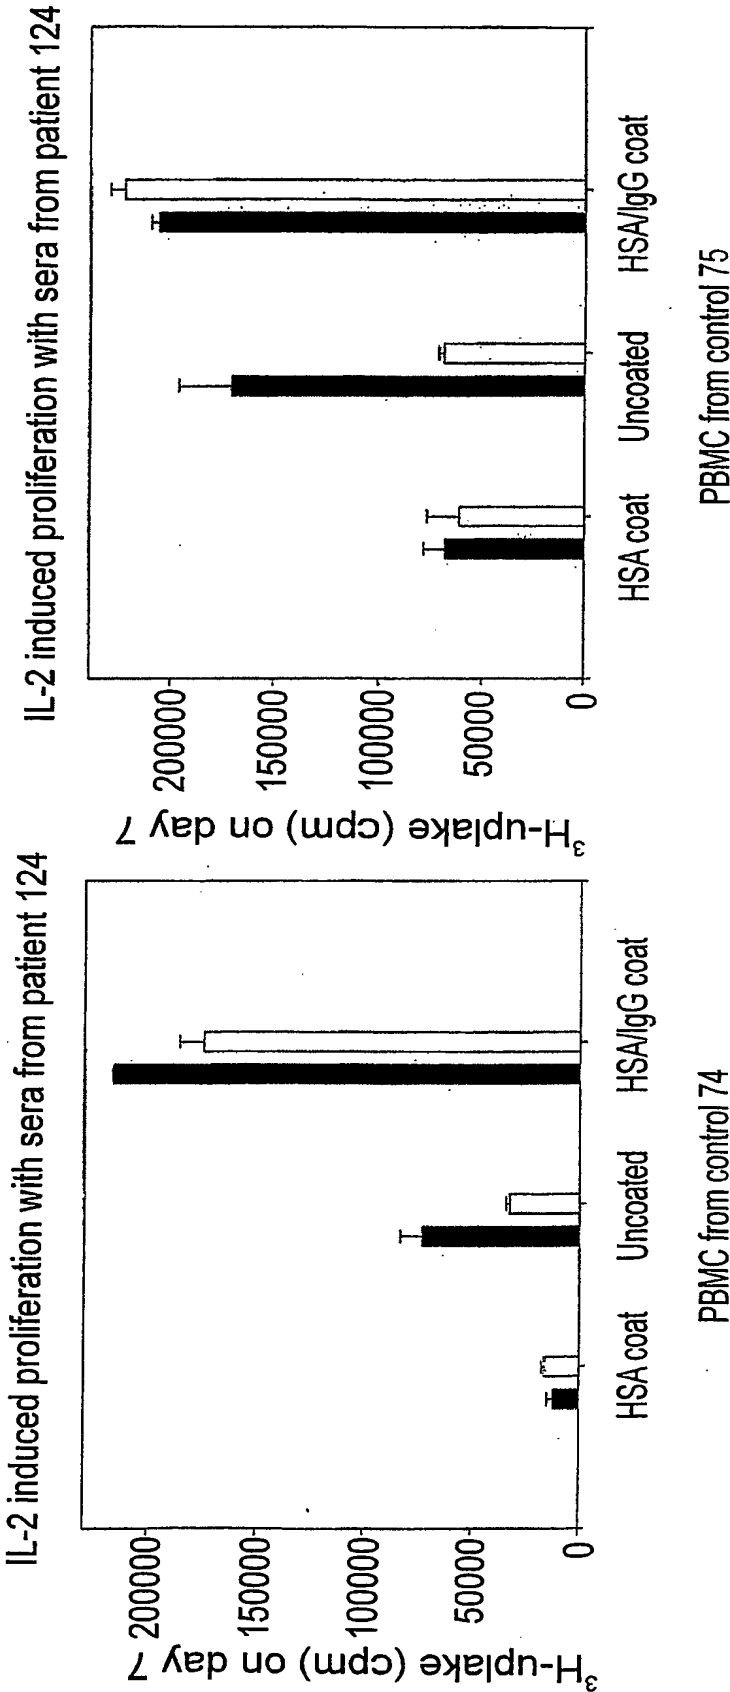 IL-2 induced proliferation with sera from patient 124
³H-uplake (cpm) on day 7
200000
150000
100000
50000
0
HSA coat
Uncoated
HSA/IgG coat
PBMC from control 74
IL-2 induced proliferation with sera from patient 124
³H-uplake (cpm) on day 7
200000
150000
100000
50000
0
HSA coat
Uncoated
HSA/IgG coat
PBMC from control 75